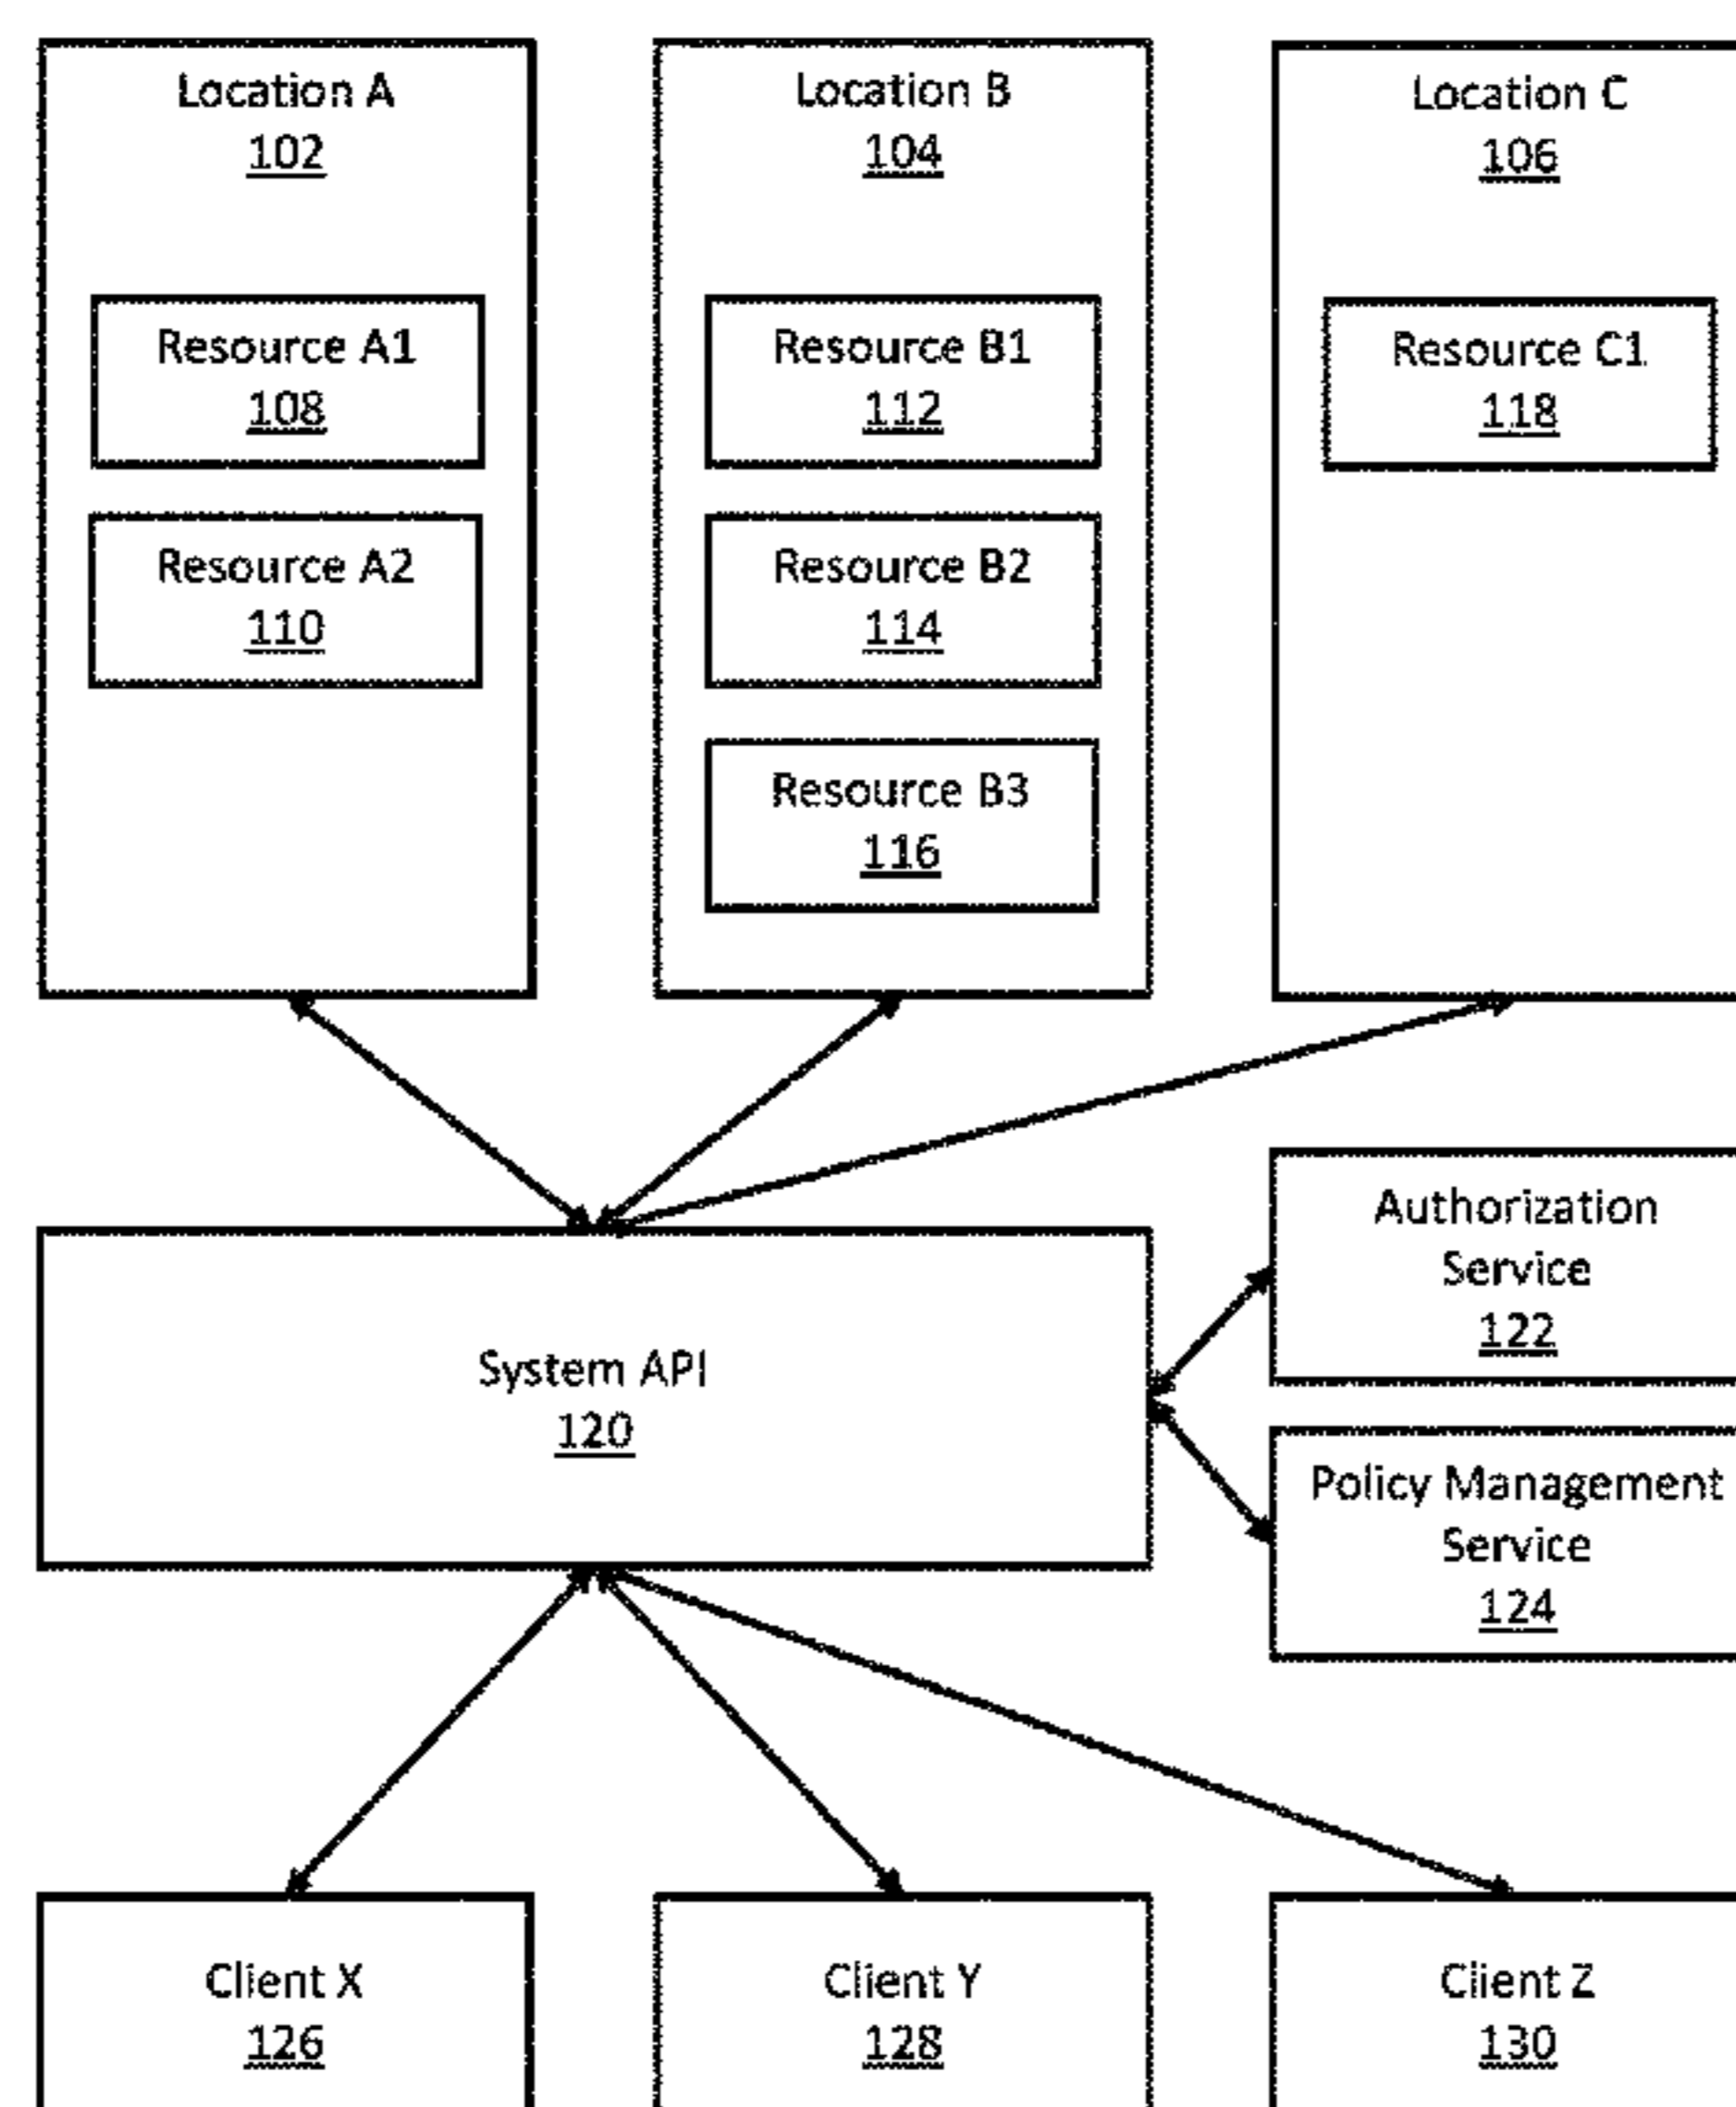 Location A
102
Resource A1
108
Resource A2
110
Location B
104
Resource B1
112
Resource B2
114
Resource B3
116
Location C
106
Resource C1
118
System API
120
Authorization
Service
122
Policy Management
Service
124
Client X
126
Client Y
128
Client Z
130